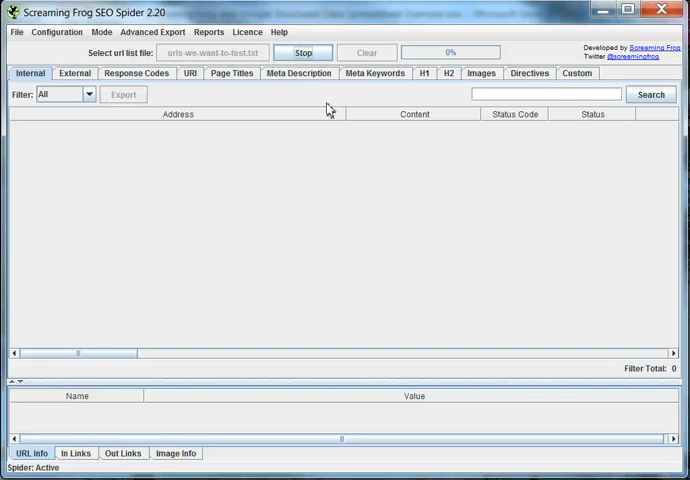 Screaming Frog SEO Spider 2.20
File Configuration Mode Advanced Export Reports Licence Help
Select url list file: urls-we-want-to-test.txt Stop Clear 0%
Developed by Screaming Frog
Twitter @screamingfrog
Internal External Response Codes URI Page Titles Meta Description Meta Keywords H1 H2 Images Directives Custom
Filter: All Export Search
Address Content Status Code Status
Filter Total: 0
Name Value
URL Info In Links Out Links Image Info
Spider: Active